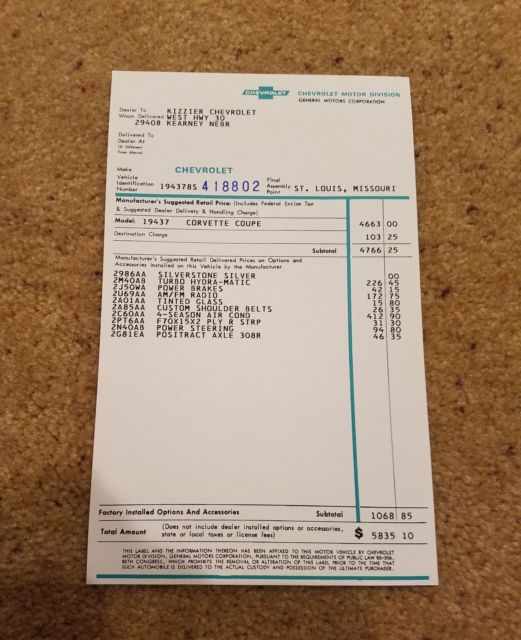 CHEVROLET CHEVROLET MOTOR DIVISION
GENERAL MOTORS CORPORATION
Dealer To KIZZIER CHEVROLET
Whom Delivered WEST HWY 30
29408 KEARNEY NEBR
Delivered To
Dealer At
(If Different
From Above)
Make CHEVROLET
Vehicle
Identification
Number 194378S 418802 Final Assembly Point ST. LOUIS, MISSOURI
Manufacturer's Suggested Retail Price: (Includes Federal Excise Tax
& Suggested Dealer Delivery & Handling Charge)
Model: 19437 CORVETTE COUPE 4663 00
Destination Charge 103 25
Subtotal 4766 25
Manufacturer's Suggested Retail Delivered Prices on Options and
Accessories installed on this Vehicle by the Manufacturer
2986AA SILVERSTONE SILVER 00
2M40AB TURBO HYDRA-MATIC 226 45
2J50WA POWER BRAKES 42 15
2U69AA AM/FM RADIO 172 75
2A01AA TINTED GLASS 15 80
2A85AA CUSTOM SHOULDER BELTS 26 35
2C60AA 4-SEASON AIR COND 412 90
2PT6AA F70X15X2 PLY R STRP 31 30
2N40AB POWER STEERING 94 80
2G81EA POSITRACT AXLE 308R 46 35
Factory Installed Options And Accessories Subtotal 1068 85
Total Amount (Does not include dealer installed options or accessories,
state or local taxes or license fees) $ 5835 10
THIS LABEL AND THE INFORMATION THEREON HAS BEEN AFFIXED TO THIS MOTOR VEHICLE BY CHEVROLET
MOTOR DIVISION, GENERAL MOTORS CORPORATION, PURSUANT TO THE REQUIREMENTS OF PUBLIC LAW 85-506,
85TH CONGRESS, WHICH PROHIBITS THE REMOVAL OR ALTERATION OF THIS LABEL PRIOR TO THE TIME THAT
SUCH AUTOMOBILE IS DELIVERED TO THE ACTUAL CUSTODY AND POSSESSION OF THE ULTIMATE PURCHASER.